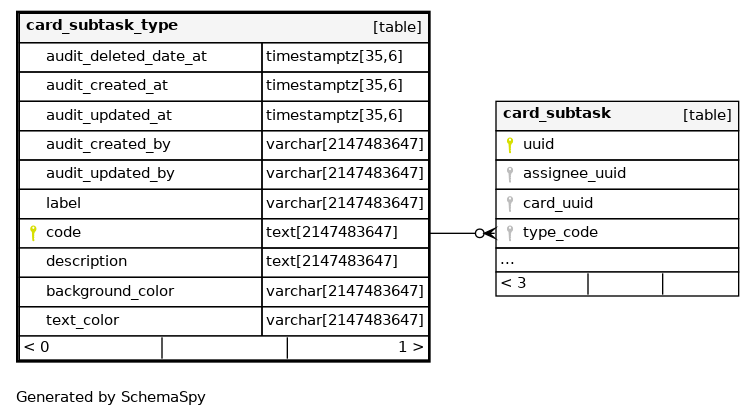 card_subtask_type [table]
audit_deleted_date_at timestamptz[35,6]
audit_created_at timestamptz[35,6]
audit_updated_at timestamptz[35,6]
audit_created_by varchar[2147483647]
audit_updated_by varchar[2147483647]
label varchar[2147483647]
code text[2147483647]
description text[2147483647]
background_color varchar[2147483647]
text_color varchar[2147483647]
< 0 1 >
card_subtask [table]
uuid
assignee_uuid
card_uuid
type_code
...
< 3
Generated by SchemaSpy